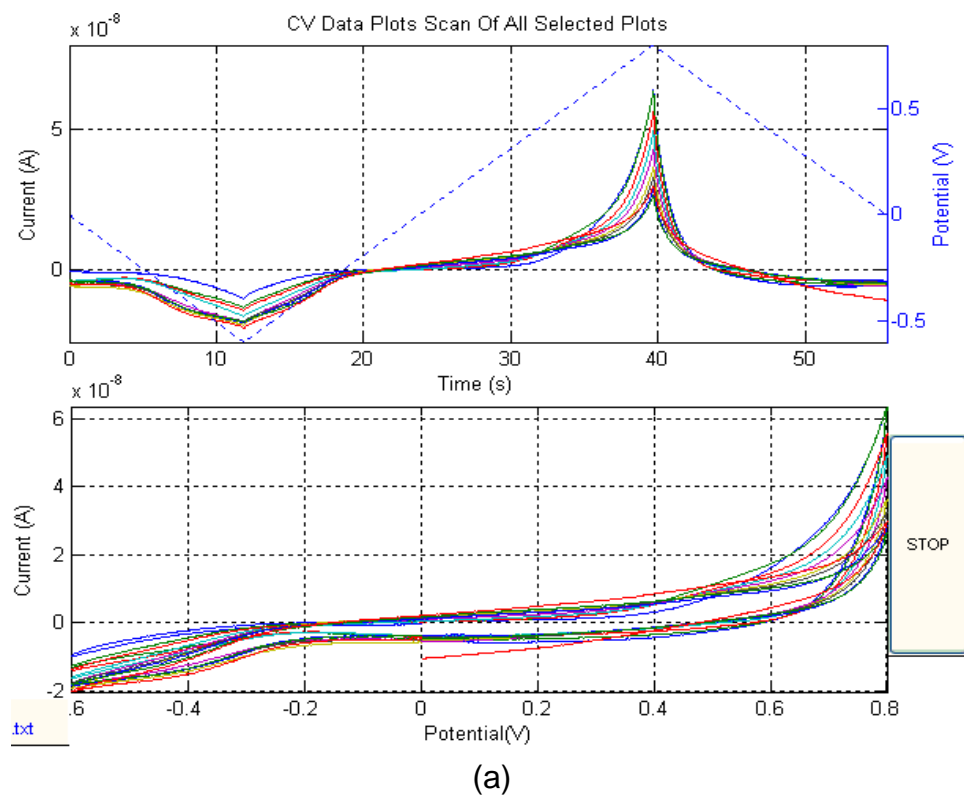 CV Data Plots Scan Of All Selected Plots
x 10-8
5
0
Current (A)
0.5
0
-0.5
Potential (V)
0 10 20 30 40 50
Time (s)
x 10-8
6
4
2
0
-2
Current (A)
STOP
.6 -0.4 -0.2 0 0.2 0.4 0.6 0.8
.txt
Potential(V)
(a)